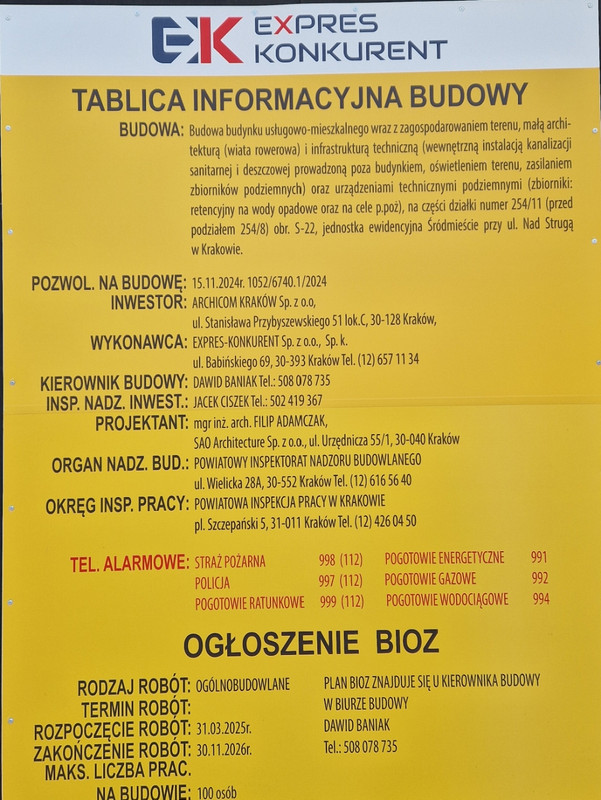 EK EXPRES
KONKURENT
TABLICA INFORMACYJNA BUDOWY
BUDOWA: Budowa budynku usługowo-mieszkalnego wraz z zagospodarowaniem terenu, małą archi-
tekturą (wiata rowerowa) i infrastrukturą techniczną (wewnętrzną instalacją kanalizacji
sanitarnej i deszczowej prowadzoną poza budynkiem, oświetleniem terenu, zasilaniem
zbiorników podziemnych) oraz urządzeniami technicznymi podziemnymi (zbiorniki:
retencyjny na wody opadowe oraz na cele p.poż), na części działki numer 254/11 (przed
podziałem 254/8) obr. S-22, jednostka ewidencyjna Śródmieście przy ul. Nad Strugą
w Krakowie.
POZWOL. NA BUDOWĘ: 15.11.2024r. 1052/6740.1/2024
INWESTOR: ARCHICOM KRAKÓW Sp. z o.o,
ul. Stanisława Przybyszewskiego 51 lok.C, 30-128 Kraków,
WYKONAWCA: EXPRES-KONKURENT Sp. z o.o., Sp. k.
ul. Babińskiego 69, 30-393 Kraków Tel. (12) 657 11 34
KIEROWNIK BUDOWY: DAWID BANIAK Tel.: 508 078 735
INSP. NADZ. INWEST.: JACEK CISZEK Tel.: 502 419 367
PROJEKTANT: mgr inż. arch. FILIP ADAMCZAK,
SAO Architecture Sp. z o.o., ul. Urzędnicza 55/1, 30-040 Kraków
ORGAN NADZ. BUD.: POWIATOWY INSPEKTORAT NADZORU BUDOWLANEGO
ul. Wielicka 28A, 30-552 Kraków Tel. (12) 616 56 40
OKRĘG INSP. PRACY: POWIATOWA INSPEKCJA PRACY W KRAKOWIE
pl. Szczepański 5, 31-011 Kraków Tel. (12) 426 04 50
TEL. ALARMOWE: STRAŻ POŻARNA 998 (112) POGOTOWIE ENERGETYCZNE 991
POLICJA 997 (112) POGOTOWIE GAZOWE 992
POGOTOWIE RATUNKOWE 999 (112) POGOTOWIE WODOCIĄGOWE 994
OGŁOSZENIE BIOZ
RODZAJ ROBÓT: OGÓLNOBUDOWLANE PLAN BIOZ ZNAJDUJE SIĘ U KIEROWNIKA BUDOWY
TERMIN ROBÓT: W BIURZE BUDOWY
ROZPOCZĘCIE ROBÓT: 31.03.2025r. DAWID BANIAK
ZAKOŃCZENIE ROBÓT: 30.11.2026r. Tel.: 508 078 735
MAKS. LICZBA PRAC.
NA BUDOWIE: 100 osób